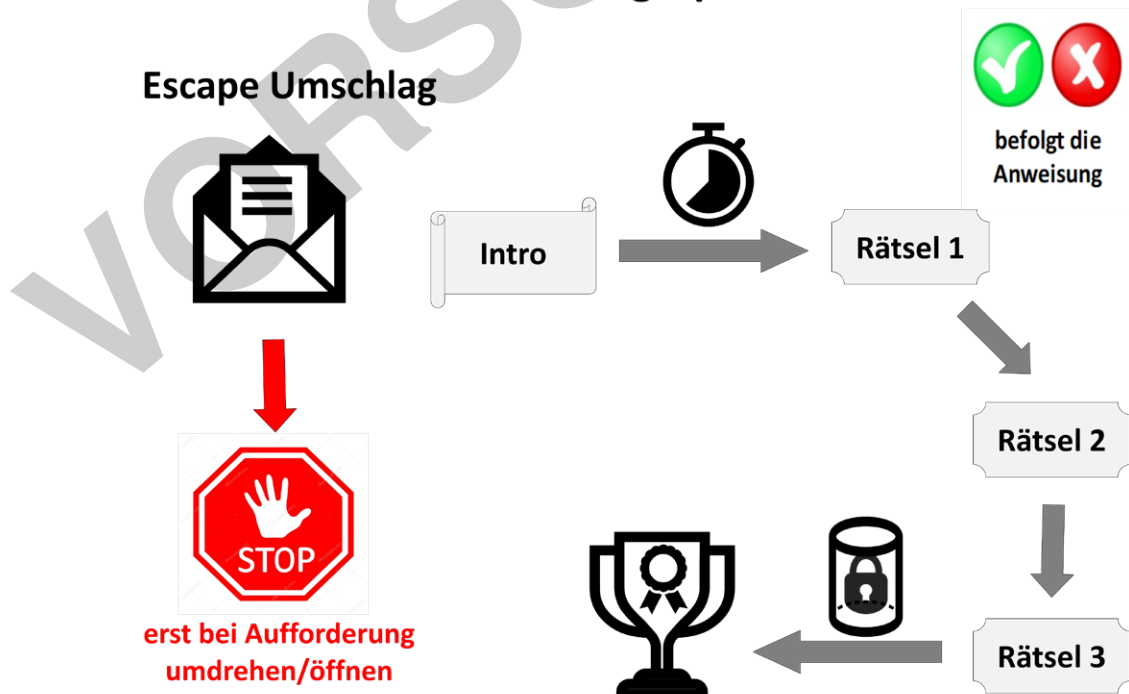 Escape Umschlag
befolgt die
Anweisung
Intro
Rätsel 1
Rätsel 2
STOP
erst bei Aufforderung
umdrehen/öffnen
Rätsel 3